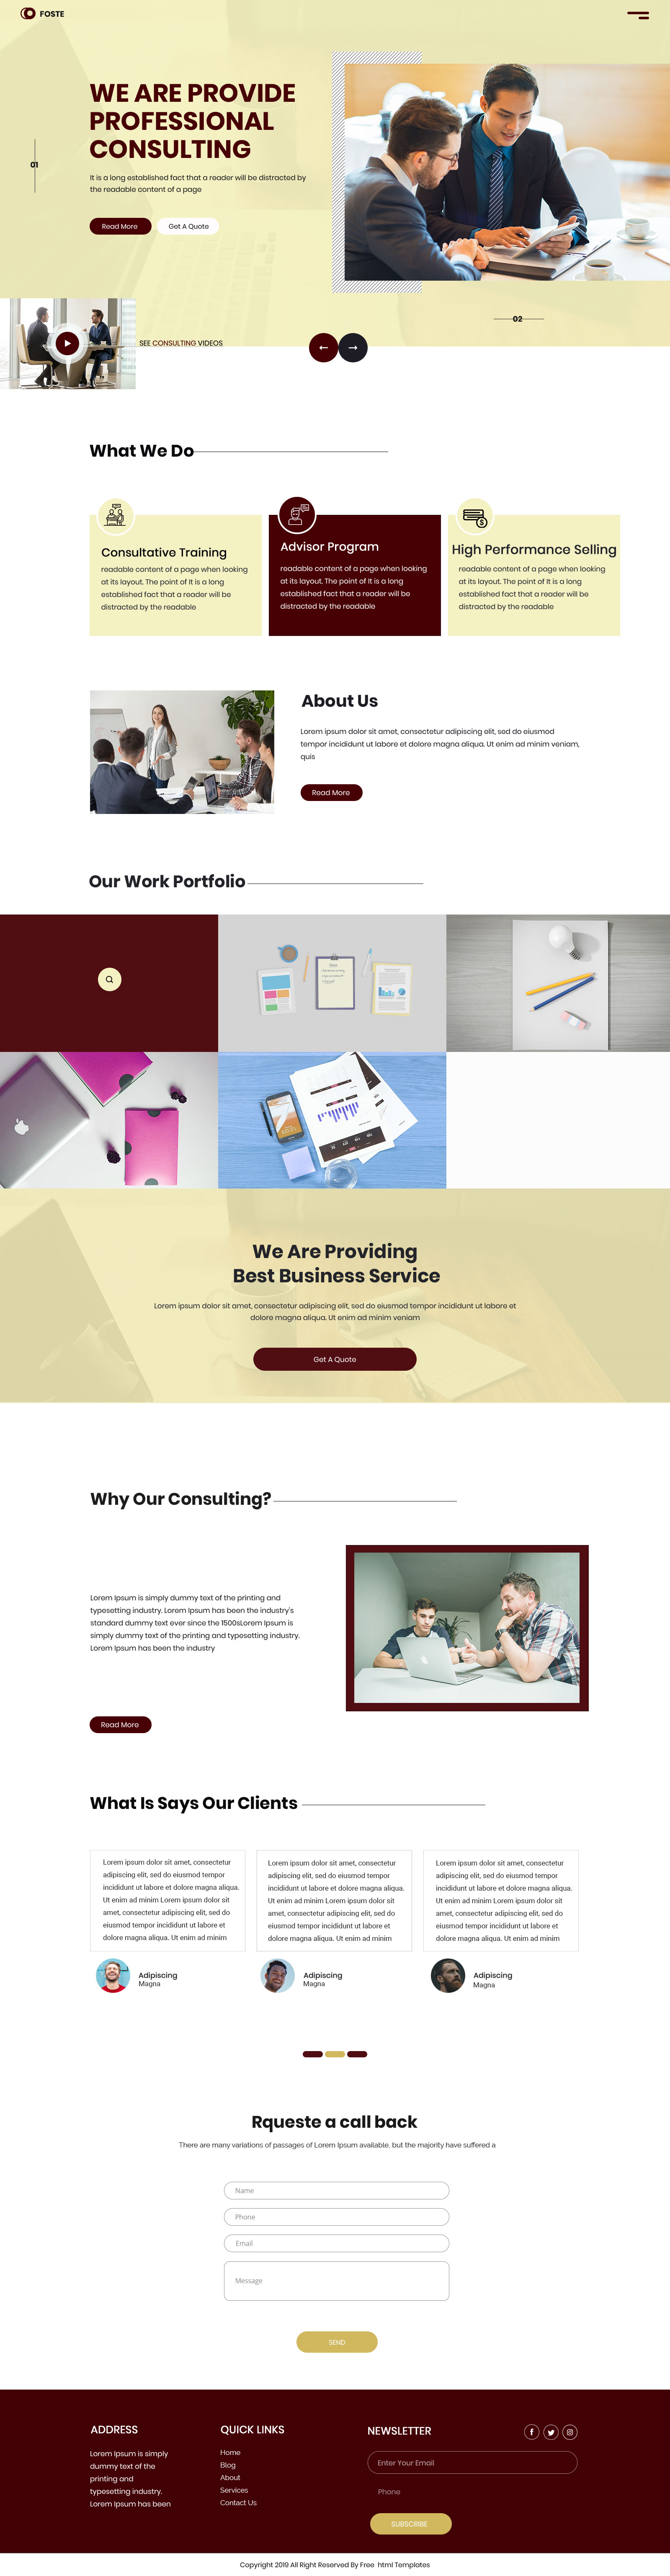 FOSTE
WE ARE PROVIDE
PROFESSIONAL
CONSULTING
01
It is a long established fact that a reader will be distracted by
the readable content of a page
Read More
Get A Quote
02
SEE CONSULTING VIDEOS
What We Do
Consultative Training
readable content of a page when looking
at its layout. The point of It is a long
established fact that a reader will be
distracted by the readable
Advisor Program
readable content of a page when looking
at its layout. The point of It is a long
established fact that a reader will be
distracted by the readable
High Performance Selling
readable content of a page when looking
at its layout. The point of It is a long
established fact that a reader will be
distracted by the readable
About Us
Lorem ipsum dolor sit amet, consectetur adipiscing elit, sed do eiusmod
tempor incididunt ut labore et dolore magna aliqua. Ut enim ad minim veniam,
quis
Read More
Our Work Portfolio
We Are Providing
Best Business Service
Lorem ipsum dolor sit amet, consectetur adipiscing elit, sed do eiusmod tempor incididunt ut labore et
dolore magna aliqua. Ut enim ad minim veniam
Get A Quote
Why Our Consulting?
Lorem Ipsum is simply dummy text of the printing and
typesetting industry. Lorem Ipsum has been the industry's
standard dummy text ever since the 1500sLorem Ipsum is
simply dummy text of the printing and typesetting industry.
Lorem Ipsum has been the industry
Read More
What Is Says Our Clients
Lorem ipsum dolor sit amet, consectetur
adipiscing elit, sed do eiusmod tempor
incididunt ut labore et dolore magna aliqua.
Ut enim ad minim Lorem ipsum dolor sit
amet, consectetur adipiscing elit, sed do
eiusmod tempor incididunt ut labore et
dolore magna aliqua. Ut enim ad minim
Adipiscing
Magna
Lorem ipsum dolor sit amet, consectetur
adipiscing elit, sed do eiusmod tempor
incididunt ut labore et dolore magna aliqua.
Ut enim ad minim Lorem ipsum dolor sit
amet, consectetur adipiscing elit, sed do
eiusmod tempor incididunt ut labore et
dolore magna aliqua. Ut enim ad minim
Adipiscing
Magna
Lorem ipsum dolor sit amet, consectetur
adipiscing elit, sed do eiusmod tempor
incididunt ut labore et dolore magna aliqua.
Ut enim ad minim Lorem ipsum dolor sit
amet, consectetur adipiscing elit, sed do
eiusmod tempor incididunt ut labore et
dolore magna aliqua. Ut enim ad minim
Adipiscing
Magna
Rqueste a call back
There are many variations of passages of Lorem Ipsum available, but the majority have suffered a
Name
Phone
Email
Message
SEND
ADDRESS
Lorem Ipsum is simply
dummy text of the
printing and
typesetting industry.
Lorem Ipsum has been
QUICK LINKS
Home
Blog
About
Services
Contact Us
NEWSLETTER
Enter Your Email
Phone
SUBSCRIBE
Copyright 2019 All Right Reserved By Free html Templates